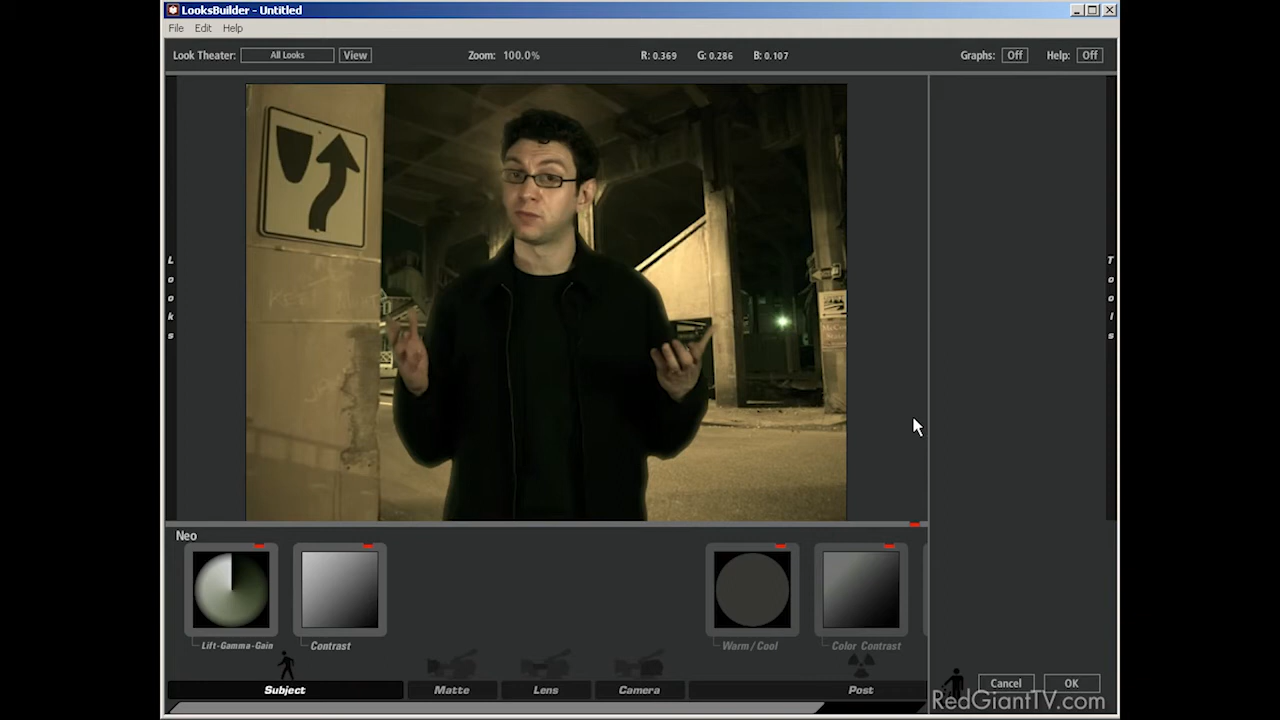 LooksBuilder - Untitled
File Edit Help
Look Theater: All Looks View Zoom: 100.0% R: 0.369 G: 0.286 B: 0.107 Graphs: Off Help: Off
Looks
Tools
Neo
Lift-Gamma-Gain Contrast Warm / Cool Color Contrast
Subject Matte Lens Camera Post
Cancel OK
RedGiantTV.com